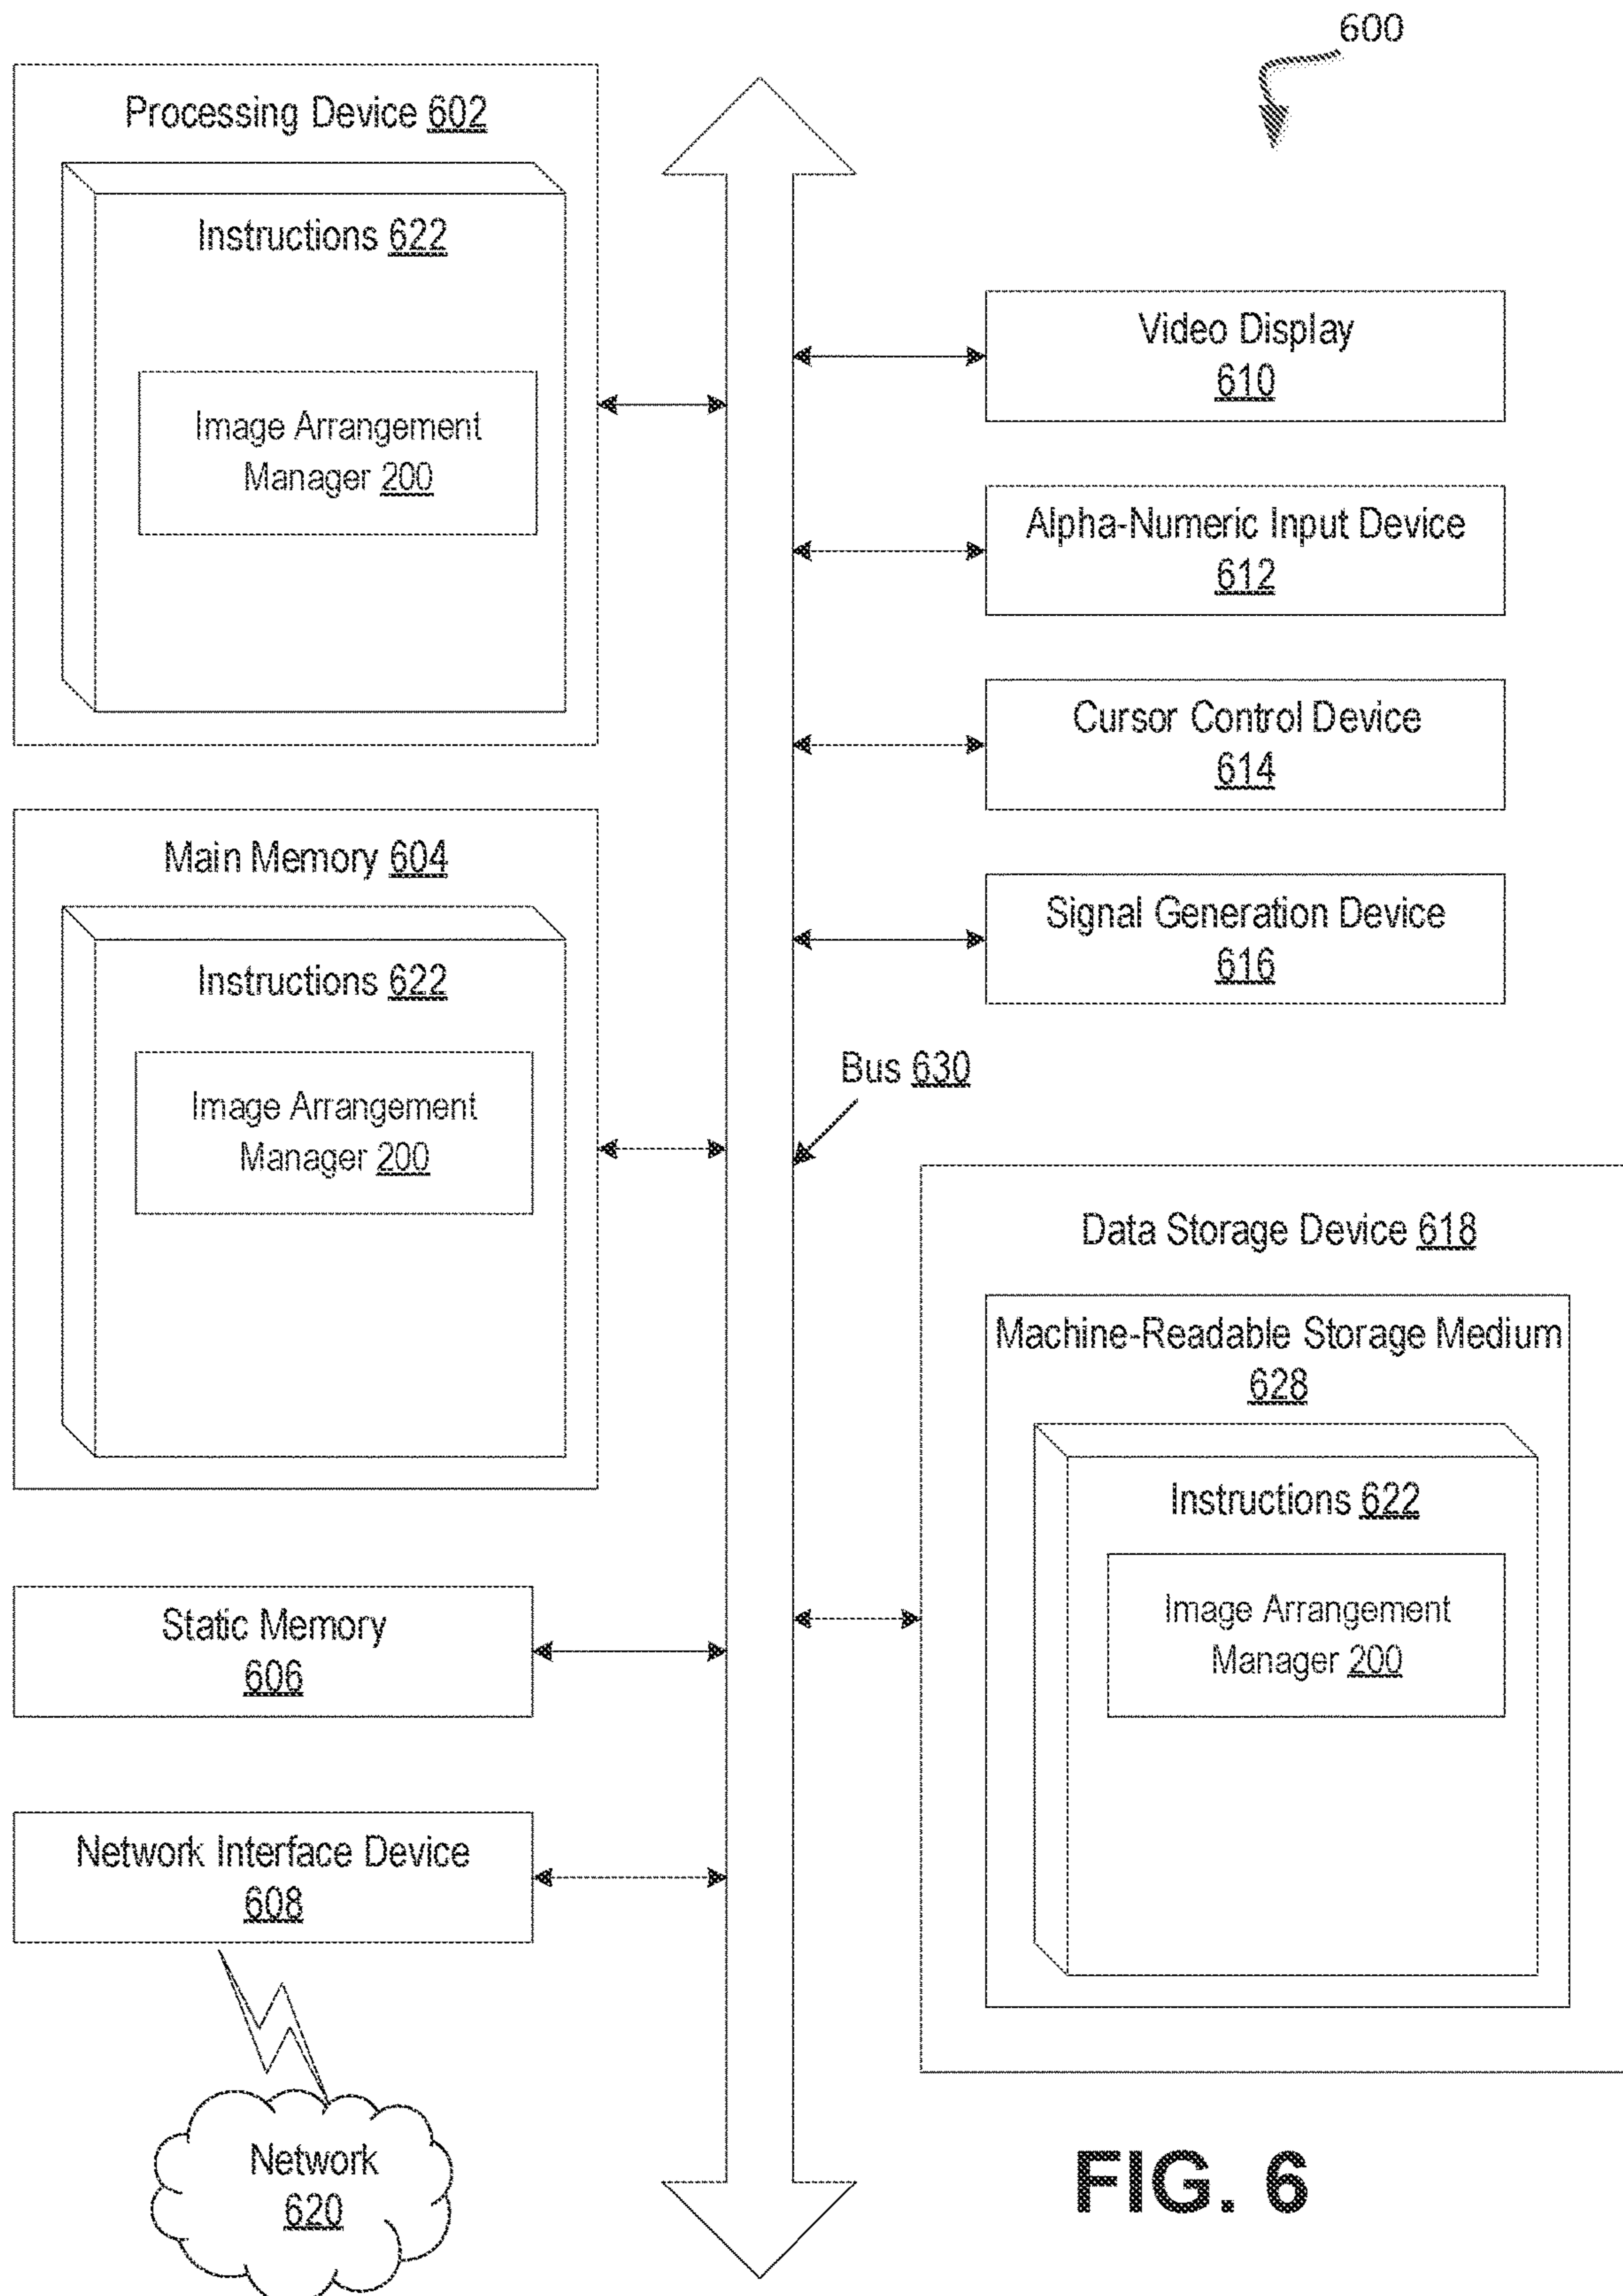 600
Processing Device 602
Instructions 622
Image Arrangement
Manager 200
Video Display
610
Alpha-Numeric Input Device
612
Cursor Control Device
614
Signal Generation Device
616
Main Memory 604
Instructions 622
Image Arrangement
Manager 200
Bus 630
Data Storage Device 618
Machine-Readable Storage Medium
628
Instructions 622
Image Arrangement
Manager 200
Static Memory
606
Network Interface Device
608
Network
620
FIG. 6